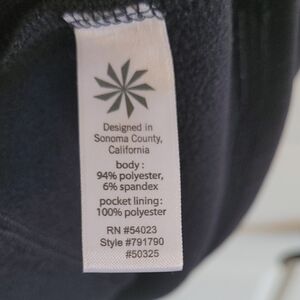 Designed in
Sonoma County,
California
body :
94% polyester,
6% spandex
pocket lining:
100% polyester
RN #54023
Style #791790
#50325